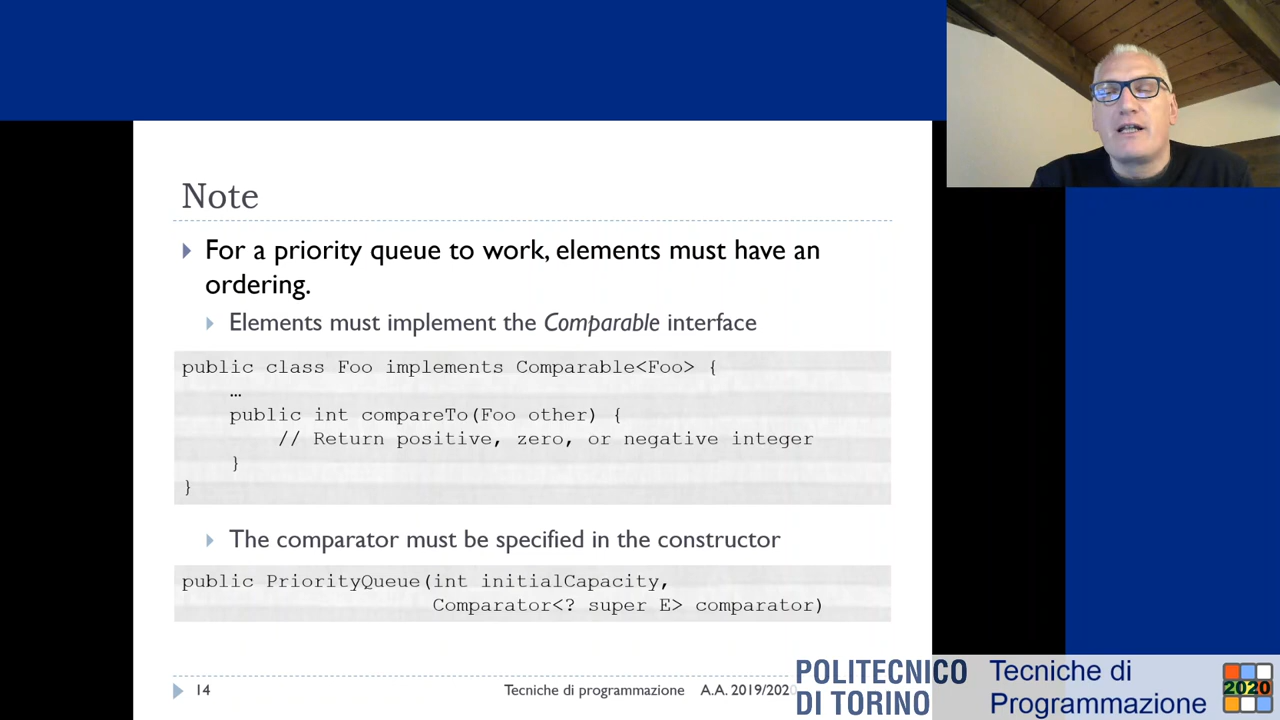 Note
For a priority queue to work, elements must have an
ordering.
Elements must implement the Comparable interface
public class Foo implements Comparable<Foo> {
…
public int compareTo(Foo other) {
// Return positive, zero, or negative integer
}
}
The comparator must be specified in the constructor
public PriorityQueue(int initialCapacity,
Comparator<? super E> comparator)
14
Tecniche di programmazione A.A. 2019/2020
POLITECNICO
DI TORINO
Tecniche di
Programmazione
2020